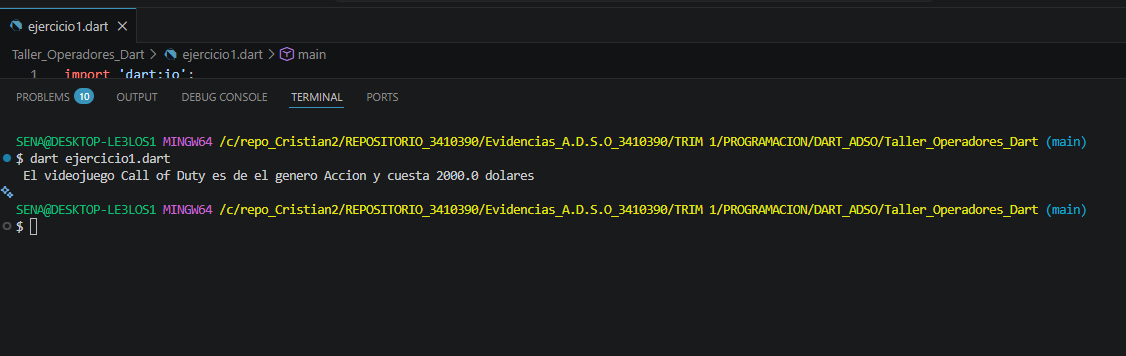 ejercicio1.dart
Taller_Operadores_Dart > ejercicio1.dart > main
1 import 'dart:io';
PROBLEMS 10 OUTPUT DEBUG CONSOLE TERMINAL PORTS
SENA@DESKTOP-LE3LOS1 MINGW64 /c/repo_Cristian2/REPOSITORIO_3410390/Evidencias_A.D.S.O_3410390/TRIM 1/PROGRAMACION/DART_ADSO/Taller_Operadores_Dart (main)
$ dart ejercicio1.dart
El videojuego Call of Duty es de el genero Accion y cuesta 2000.0 dolares
SENA@DESKTOP-LE3LOS1 MINGW64 /c/repo_Cristian2/REPOSITORIO_3410390/Evidencias_A.D.S.O_3410390/TRIM 1/PROGRAMACION/DART_ADSO/Taller_Operadores_Dart (main)
$